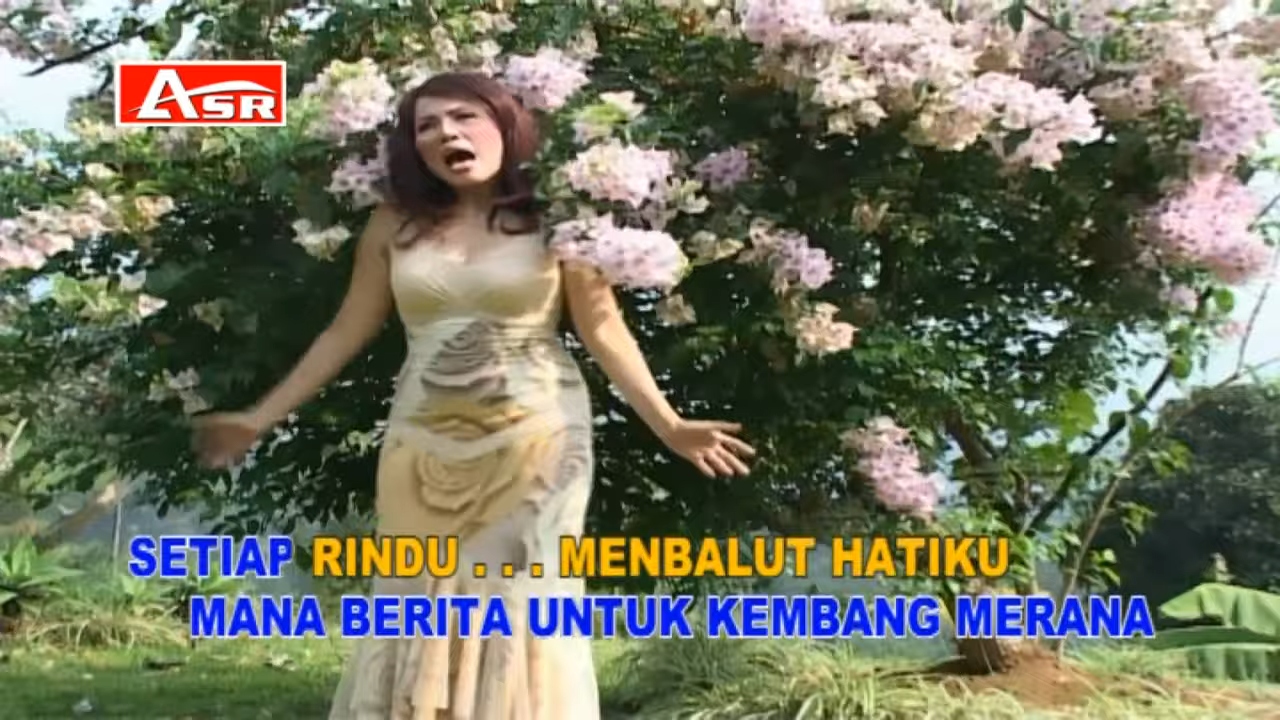 ASR
SETIAP RINDU . . . MENBALUT HATIKU
MANA BERITA UNTUK KEMBANG MERANA